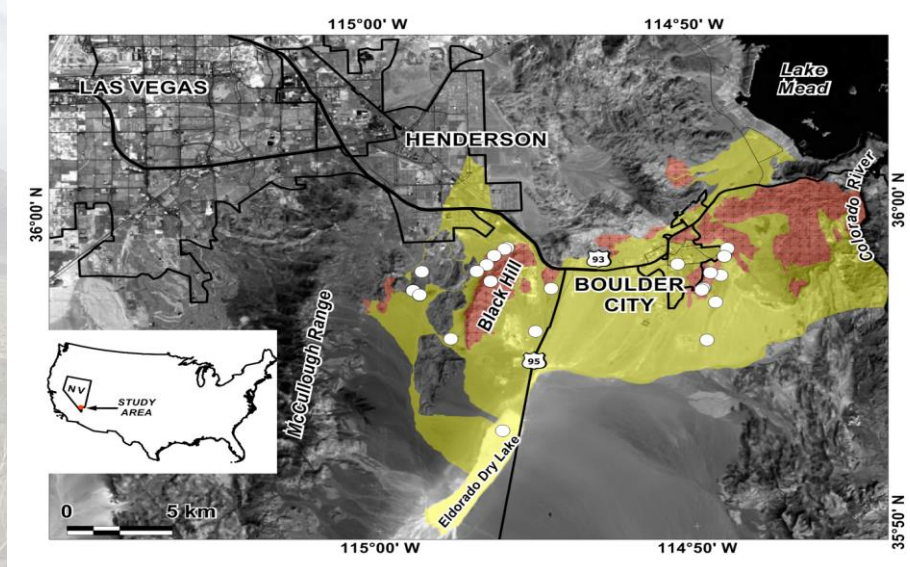 115°00' W
114°50' W
LAS VEGAS
Lake
Mead
HENDERSON
36°00' N
36°00' N
Colorado River
93
Black Hill
BOULDER
CITY
McCullough Range
95
NV
STUDY
AREA
Eldorado Dry Lake
0 5 km
35°50' N
115°00' W
114°50' W